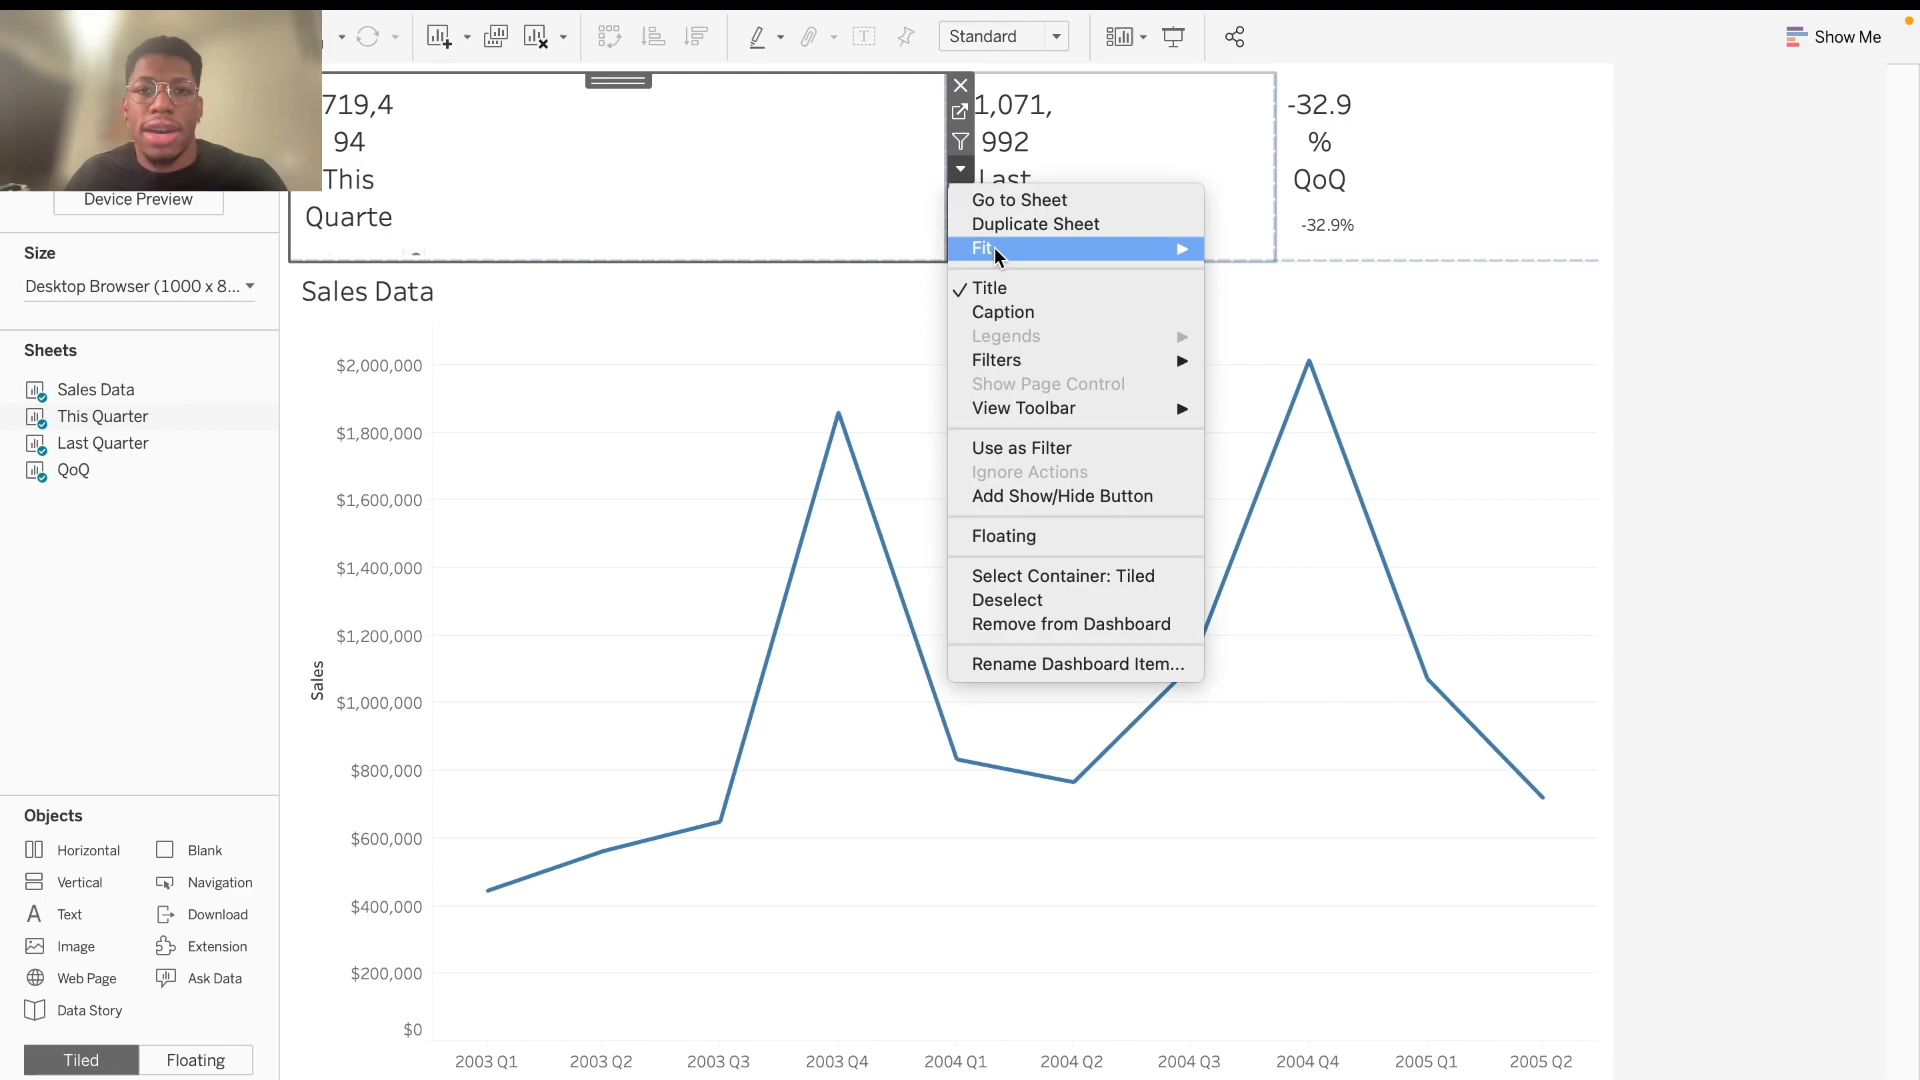 Standard
Show Me
719,4
94
This
Quarte
1,071,
992
Last
-32.9
%
QoQ
-32.9%
Device Preview
Size
Desktop Browser (1000 x 8...
Sheets
Sales Data
This Quarter
Last Quarter
QoQ
Go to Sheet
Duplicate Sheet
Fit
Title
Caption
Legends
Filters
Show Page Control
View Toolbar
Use as Filter
Ignore Actions
Add Show/Hide Button
Floating
Select Container: Tiled
Deselect
Remove from Dashboard
Rename Dashboard Item...
Sales Data
Sales
$2,000,000
$1,800,000
$1,600,000
$1,400,000
$1,200,000
$1,000,000
$800,000
$600,000
$400,000
$200,000
$0
2003 Q1 2003 Q2 2003 Q3 2003 Q4 2004 Q1 2004 Q2 2004 Q3 2004 Q4 2005 Q1 2005 Q2
Objects
Horizontal Blank
Vertical Navigation
Text Download
Image Extension
Web Page Ask Data
Data Story
Tiled Floating